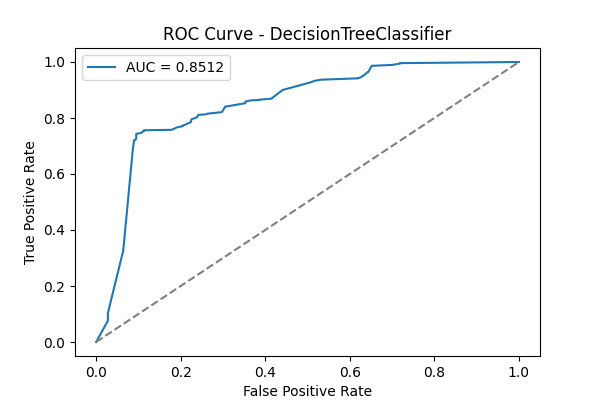 ROC Curve - DecisionTreeClassifier
AUC = 0.8512
1.0
0.8
0.6
0.4
0.2
0.0
True Positive Rate
0.0 0.2 0.4 0.6 0.8 1.0
False Positive Rate